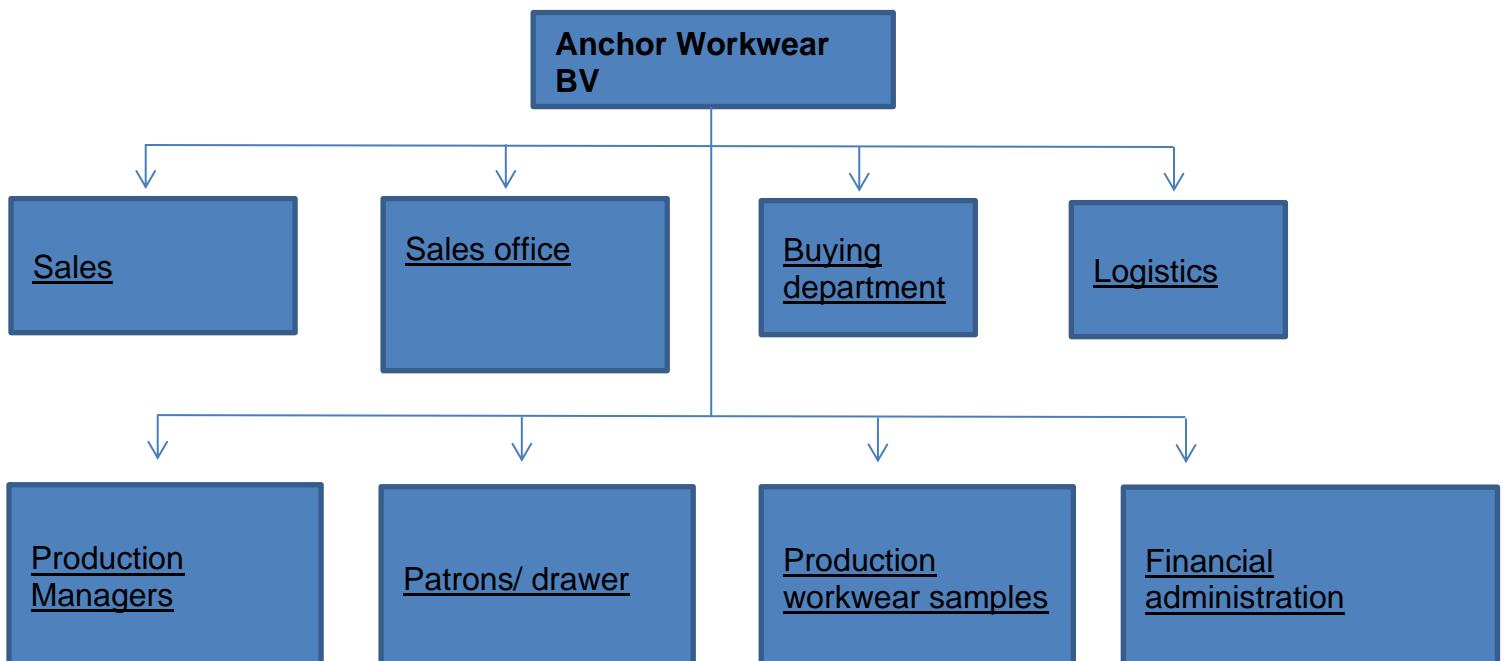 Anchor Workwear
BV
Sales
Sales office
Buying
department
Logistics
Production
Managers
Patrons/ drawer
Production
workwear samples
Financial
administration